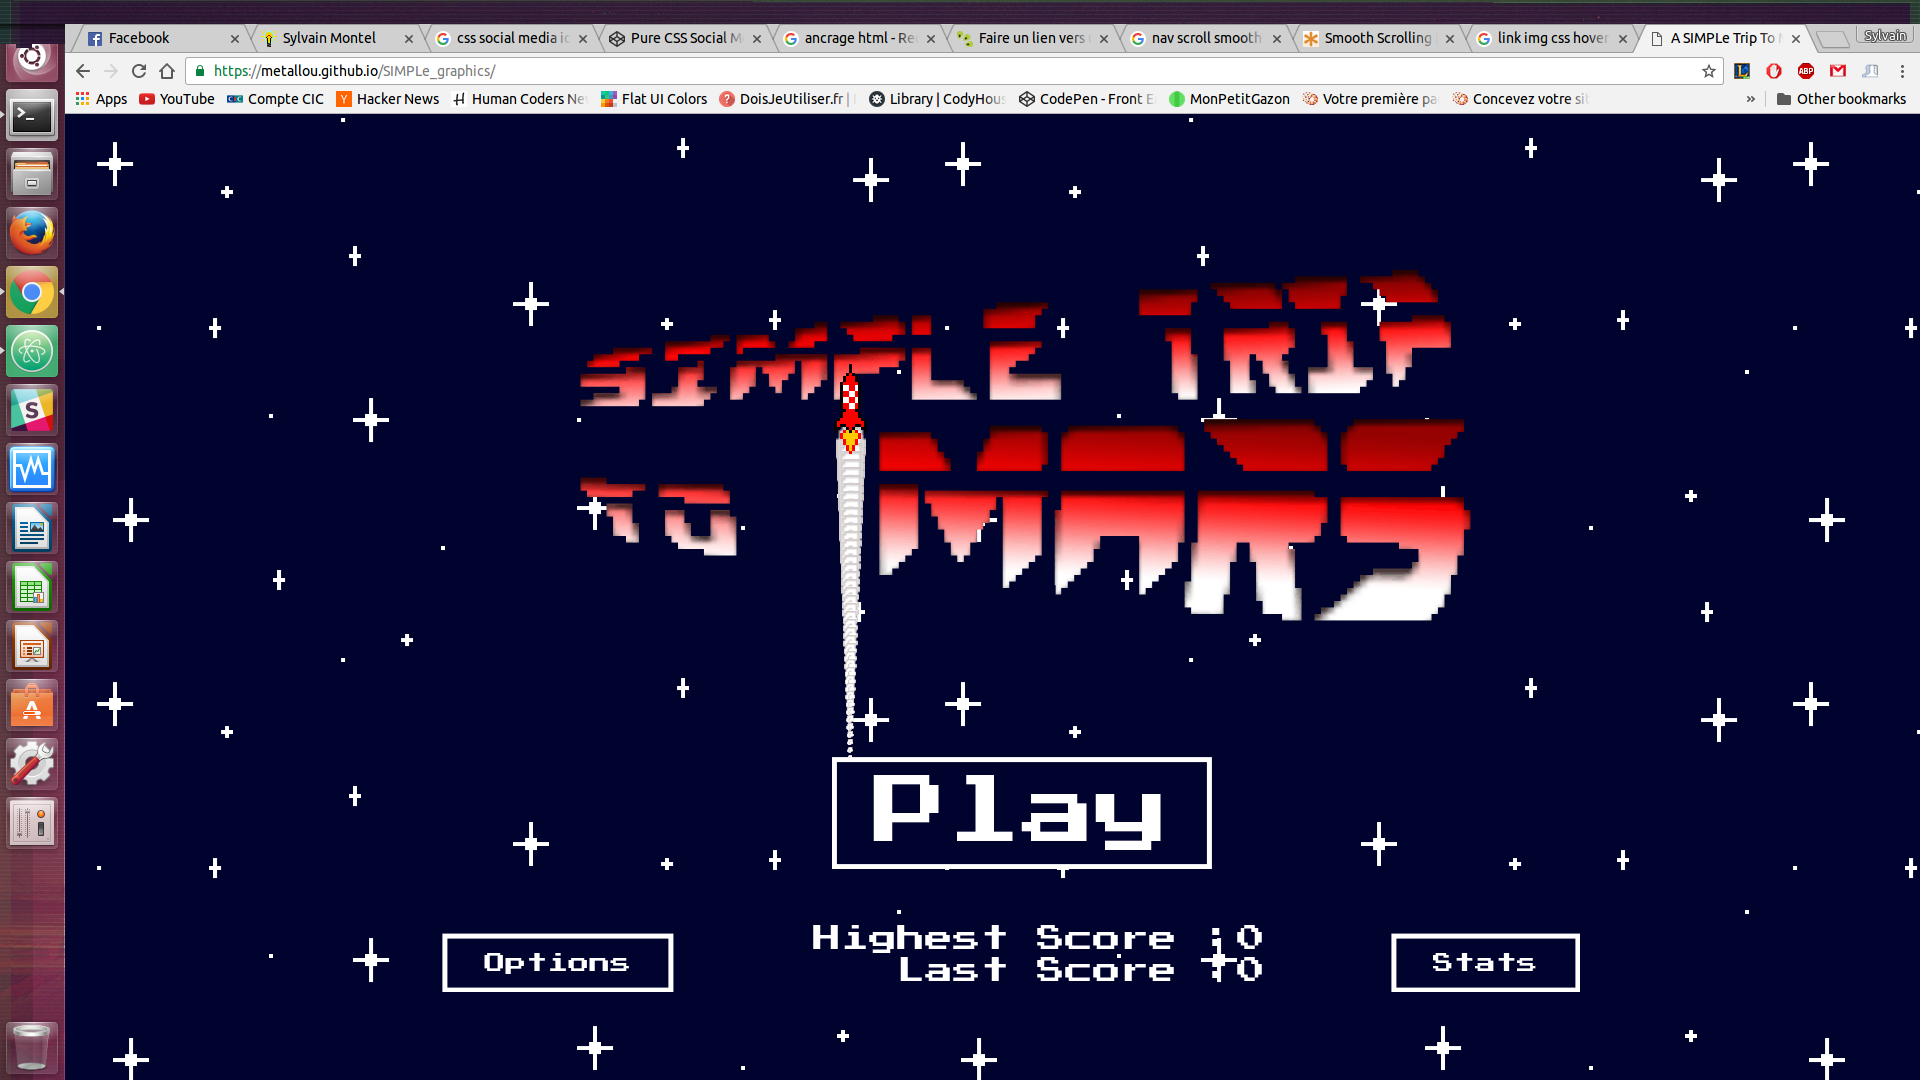 Facebook
Sylvain Montel
css social media ic
Pure CSS Social M
ancrage html - Re
Faire un lien vers
nav scroll smooth
Smooth Scrolling
link img css hover
A SIMPLe Trip To
Sylvain
https://metallou.github.io/SIMPLe_graphics/
Apps
YouTube
Compte CIC
Hacker News
Human Coders Ne
Flat UI Colors
DoisJeUtiliser.fr |
Library | CodyHous
CodePen - Front E
MonPetitGazon
Votre première pa
Concevez votre si
Other bookmarks
SIMPLE TRIP
TO MARS
Play
Highest Score :0
Last Score :0
Options
Stats